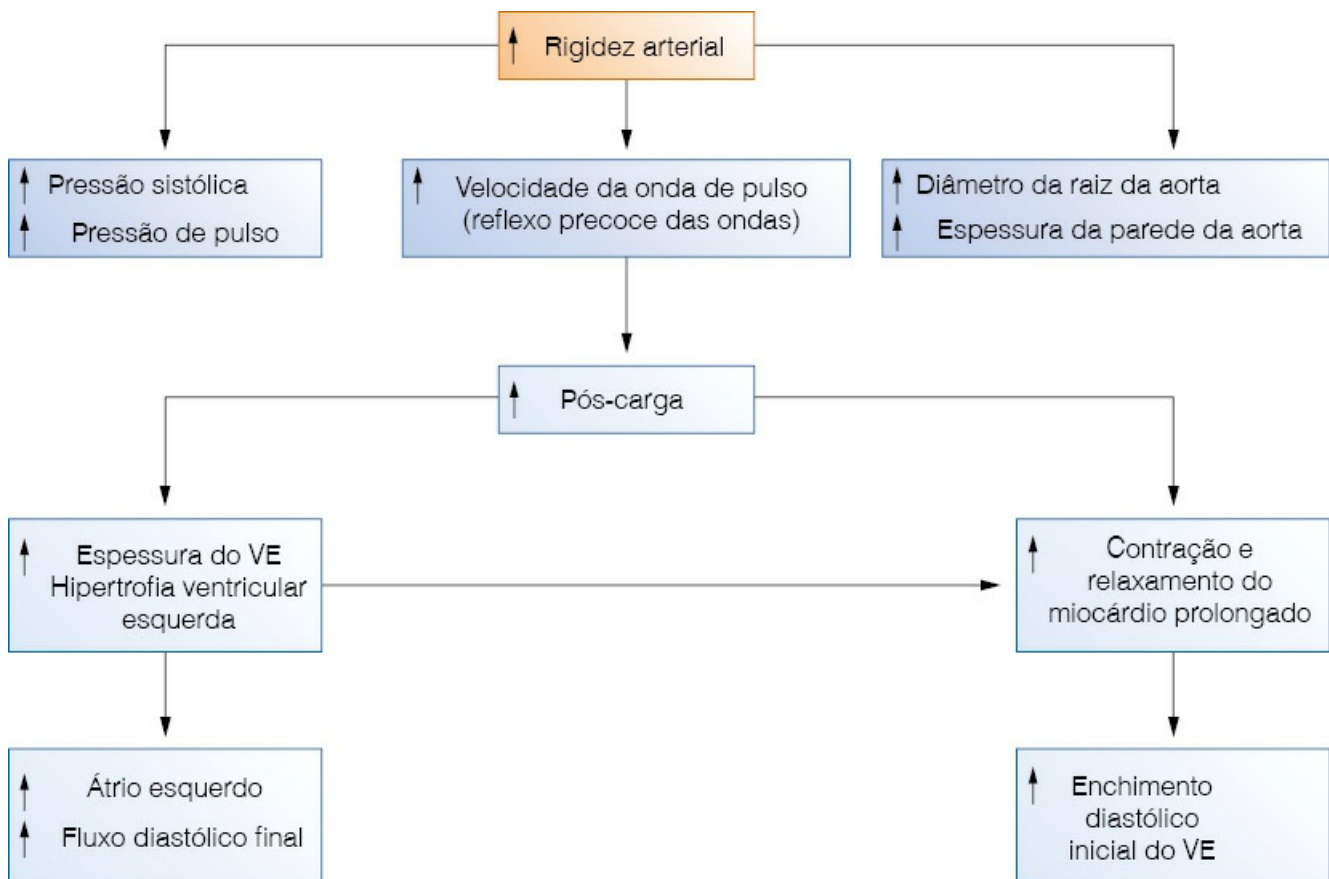 ↑ Rigidez arterial
↑ Pressão sistólica
↑ Pressão de pulso
↑ Velocidade da onda de pulso
(reflexo precoce das ondas)
↑ Diâmetro da raiz da aorta
↑ Espessura da parede da aorta
↑ Pós-carga
↑ Espessura do VE
Hipertrofia ventricular
esquerda
↑ Contração e
relaxamento do
miocárdio prolongado
↑ Átrio esquerdo
↑ Fluxo diastólico final
↑ Enchimento
diastólico
inicial do VE